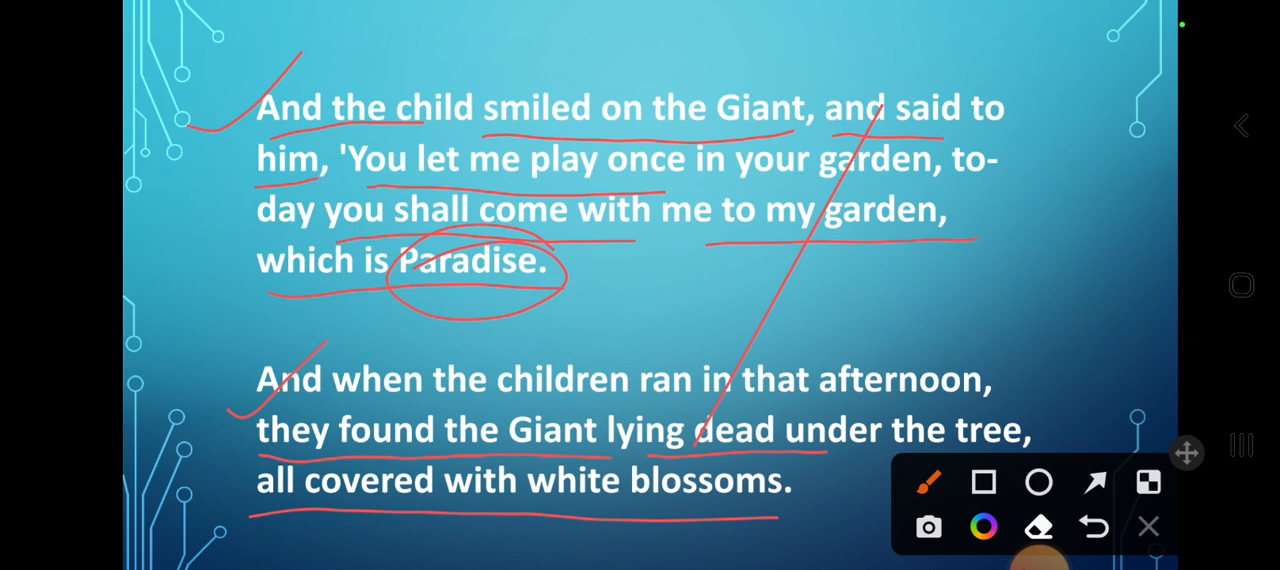 And the child smiled on the Giant, and said to
him, 'You let me play once in your garden, to-
day you shall come with me to my garden,
which is Paradise.
And when the children ran in that afternoon,
they found the Giant lying dead under the tree,
all covered with white blossoms.